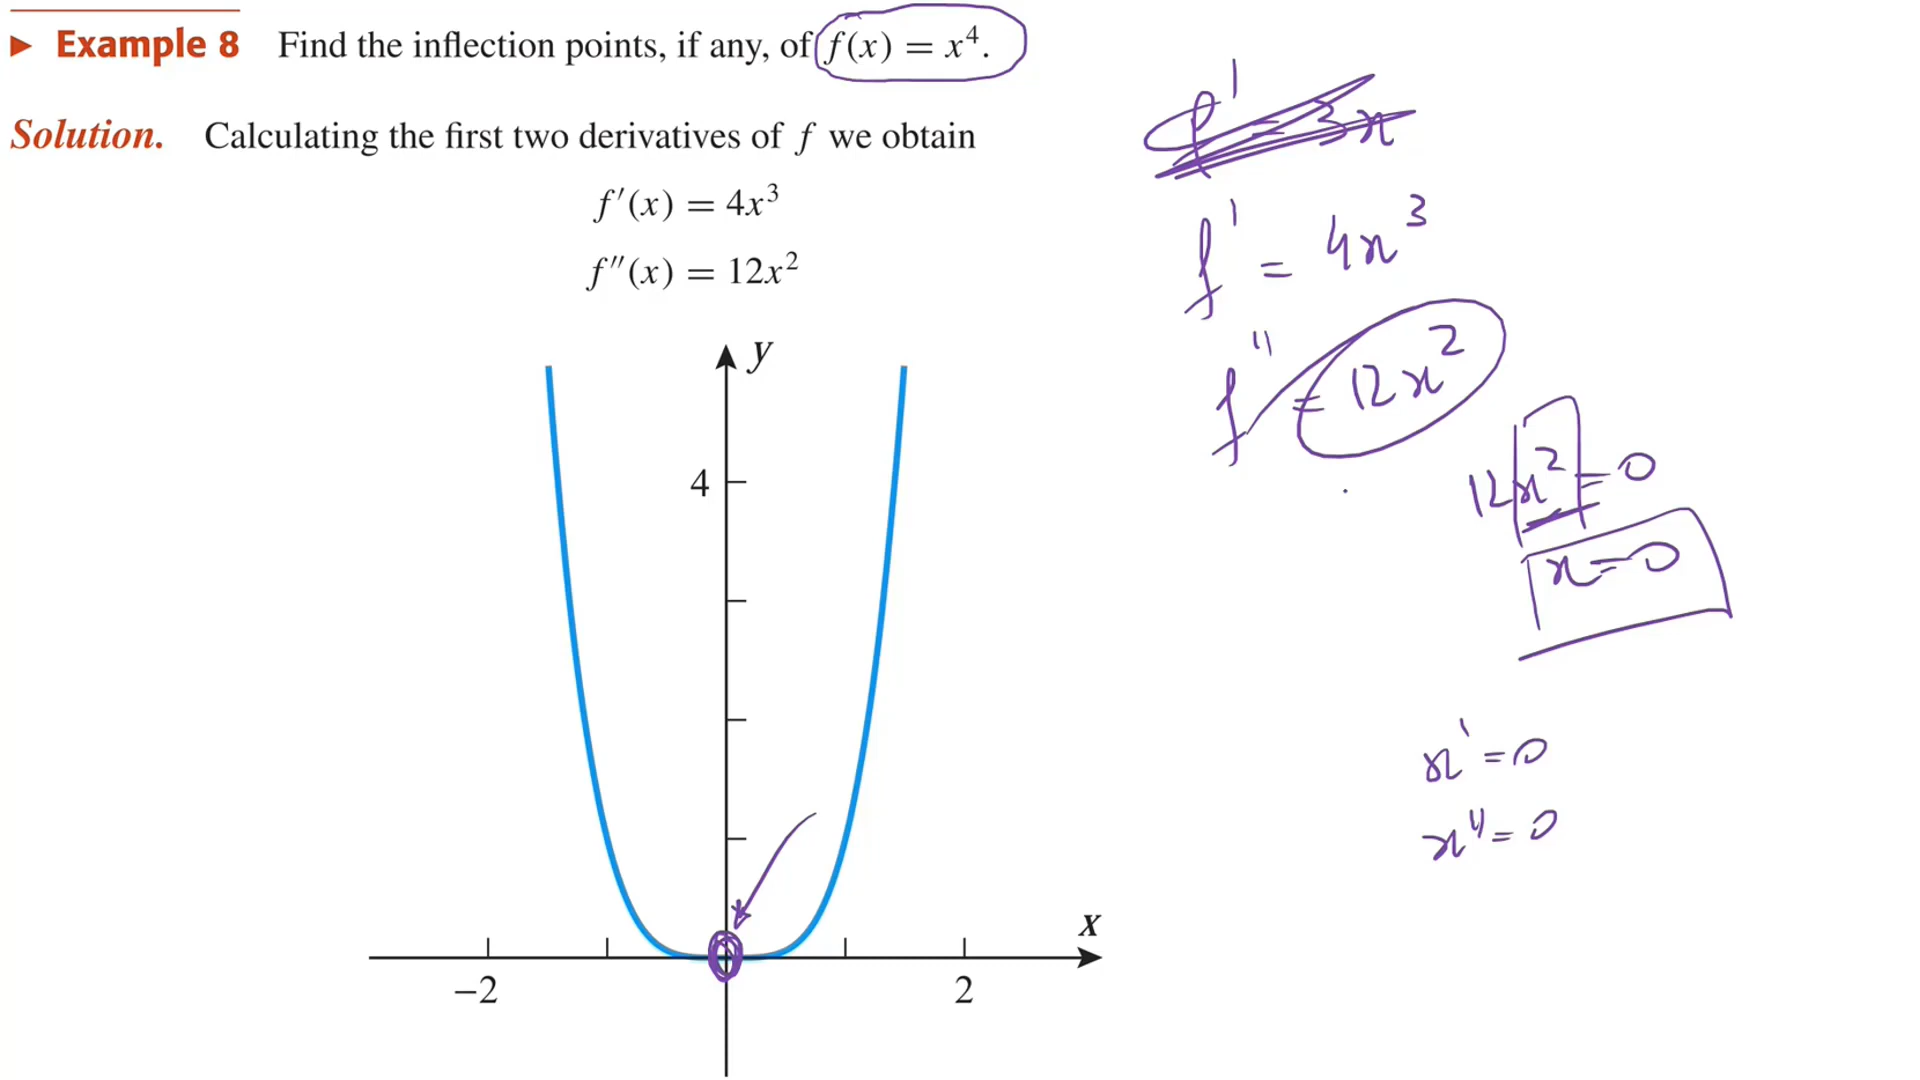 ► Example 8 Find the inflection points, if any, of f(x) = x⁴.
Solution. Calculating the first two derivatives of f we obtain
f′(x) = 4x³
f″(x) = 12x²
y
4
x
−2
2
f' = 3x
f' = 4x³
f'' = 12x²
12x² = 0
x = 0
x' = 0
x'' = 0